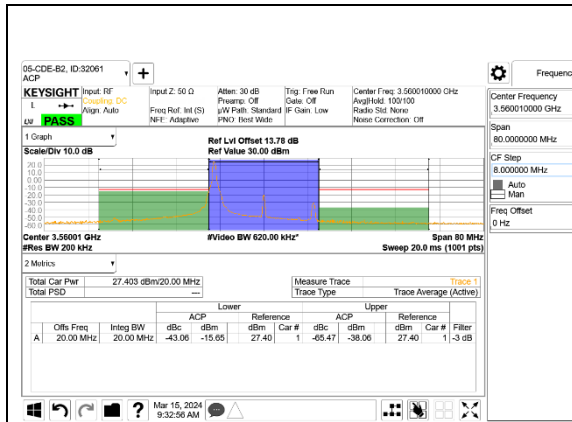 05-CDE-B2, ID:32061
ACP
Frequenc
KEYSIGHT Input: RF Input Z: 50 Ω Atten: 30 dB Trig: Free Run Center Freq: 3.560010000 GHz
L Coupling: DC Preamp: Off Gate: Off Avg|Hold: 100/100
Align: Auto Freq Ref: Int (S) µW Path: Standard IF Gain: Low Radio Std: None
PASS NFE: Adaptive PNO: Best Wide Noise Correction: Off
Center Frequency
3.560010000 GHz
Span
80.0000000 MHz
CF Step
8.000000 MHz
Auto
Man
Freq Offset
0 Hz
1 Graph
Ref Lvl Offset 13.78 dB
Scale/Div 10.0 dB Ref Value 30.00 dBm
20.0
10.0
0.00
-10.0
-20.0
-30.0
-40.0
-50.0
-60.0
Center 3.56001 GHz #Video BW 620.00 kHz* Span 80 MHz
#Res BW 200 kHz Sweep 20.0 ms (1001 pts)
2 Metrics
Total Car Pwr 27.403 dBm/20.00 MHz Measure Trace Trace 1
Total PSD --- Trace Type Trace Average (Active)
Lower Upper
ACP Reference ACP Reference
Offs Freq Integ BW dBc dBm dBm Car # dBc dBm dBm Car # Filter
A 20.00 MHz 20.00 MHz -43.06 -15.65 27.40 1 -65.47 -38.06 27.40 1 -3 dB
Mar 15, 2024
9:32:56 AM